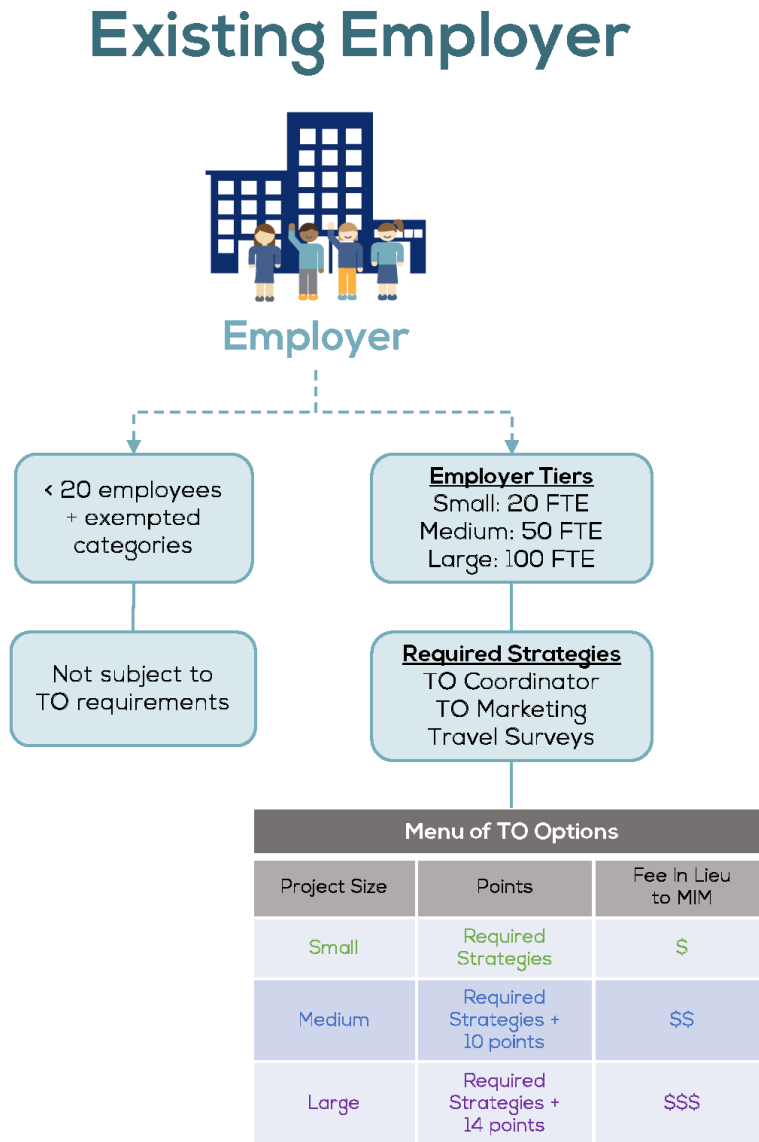 Existing Employer
Employer
< 20 employees
+ exempted
categories
Not subject to
TO requirements
Employer Tiers
Small: 20 FTE
Medium: 50 FTE
Large: 100 FTE
Required Strategies
TO Coordinator
TO Marketing
Travel Surveys
Menu of TO Options
Project Size
Points
Fee In Lieu
to MIM
Small
Required
Strategies
$
Medium
Required
Strategies +
10 points
$$
Large
Required
Strategies +
14 points
$$$